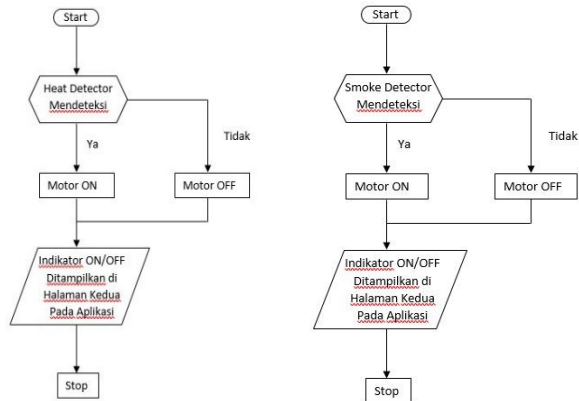 Start
Heat Detector
Mendeteksi
Ya
Tidak
Motor ON
Motor OFF
Indikator ON/OFF
Ditampilkan di
Halaman Kedua
Pada Aplikasi
Stop
Start
Smoke Detector
Mendeteksi
Ya
Tidak
Motor ON
Motor OFF
Indikator ON/OFF
Ditampilkan di
Halaman Kedua
Pada Aplikasi
Stop